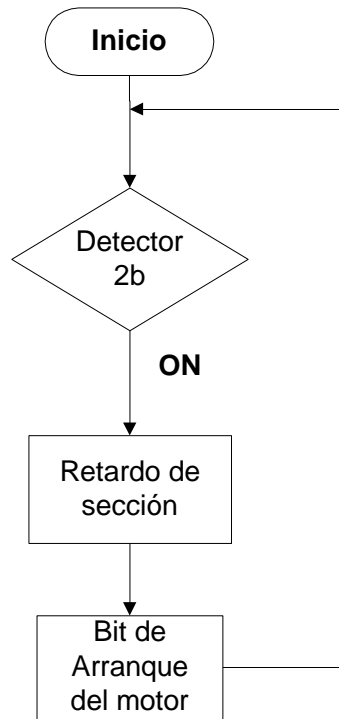 Inicio
Detector
2b
ON
Retardo de
sección
Bit de
Arranque
del motor